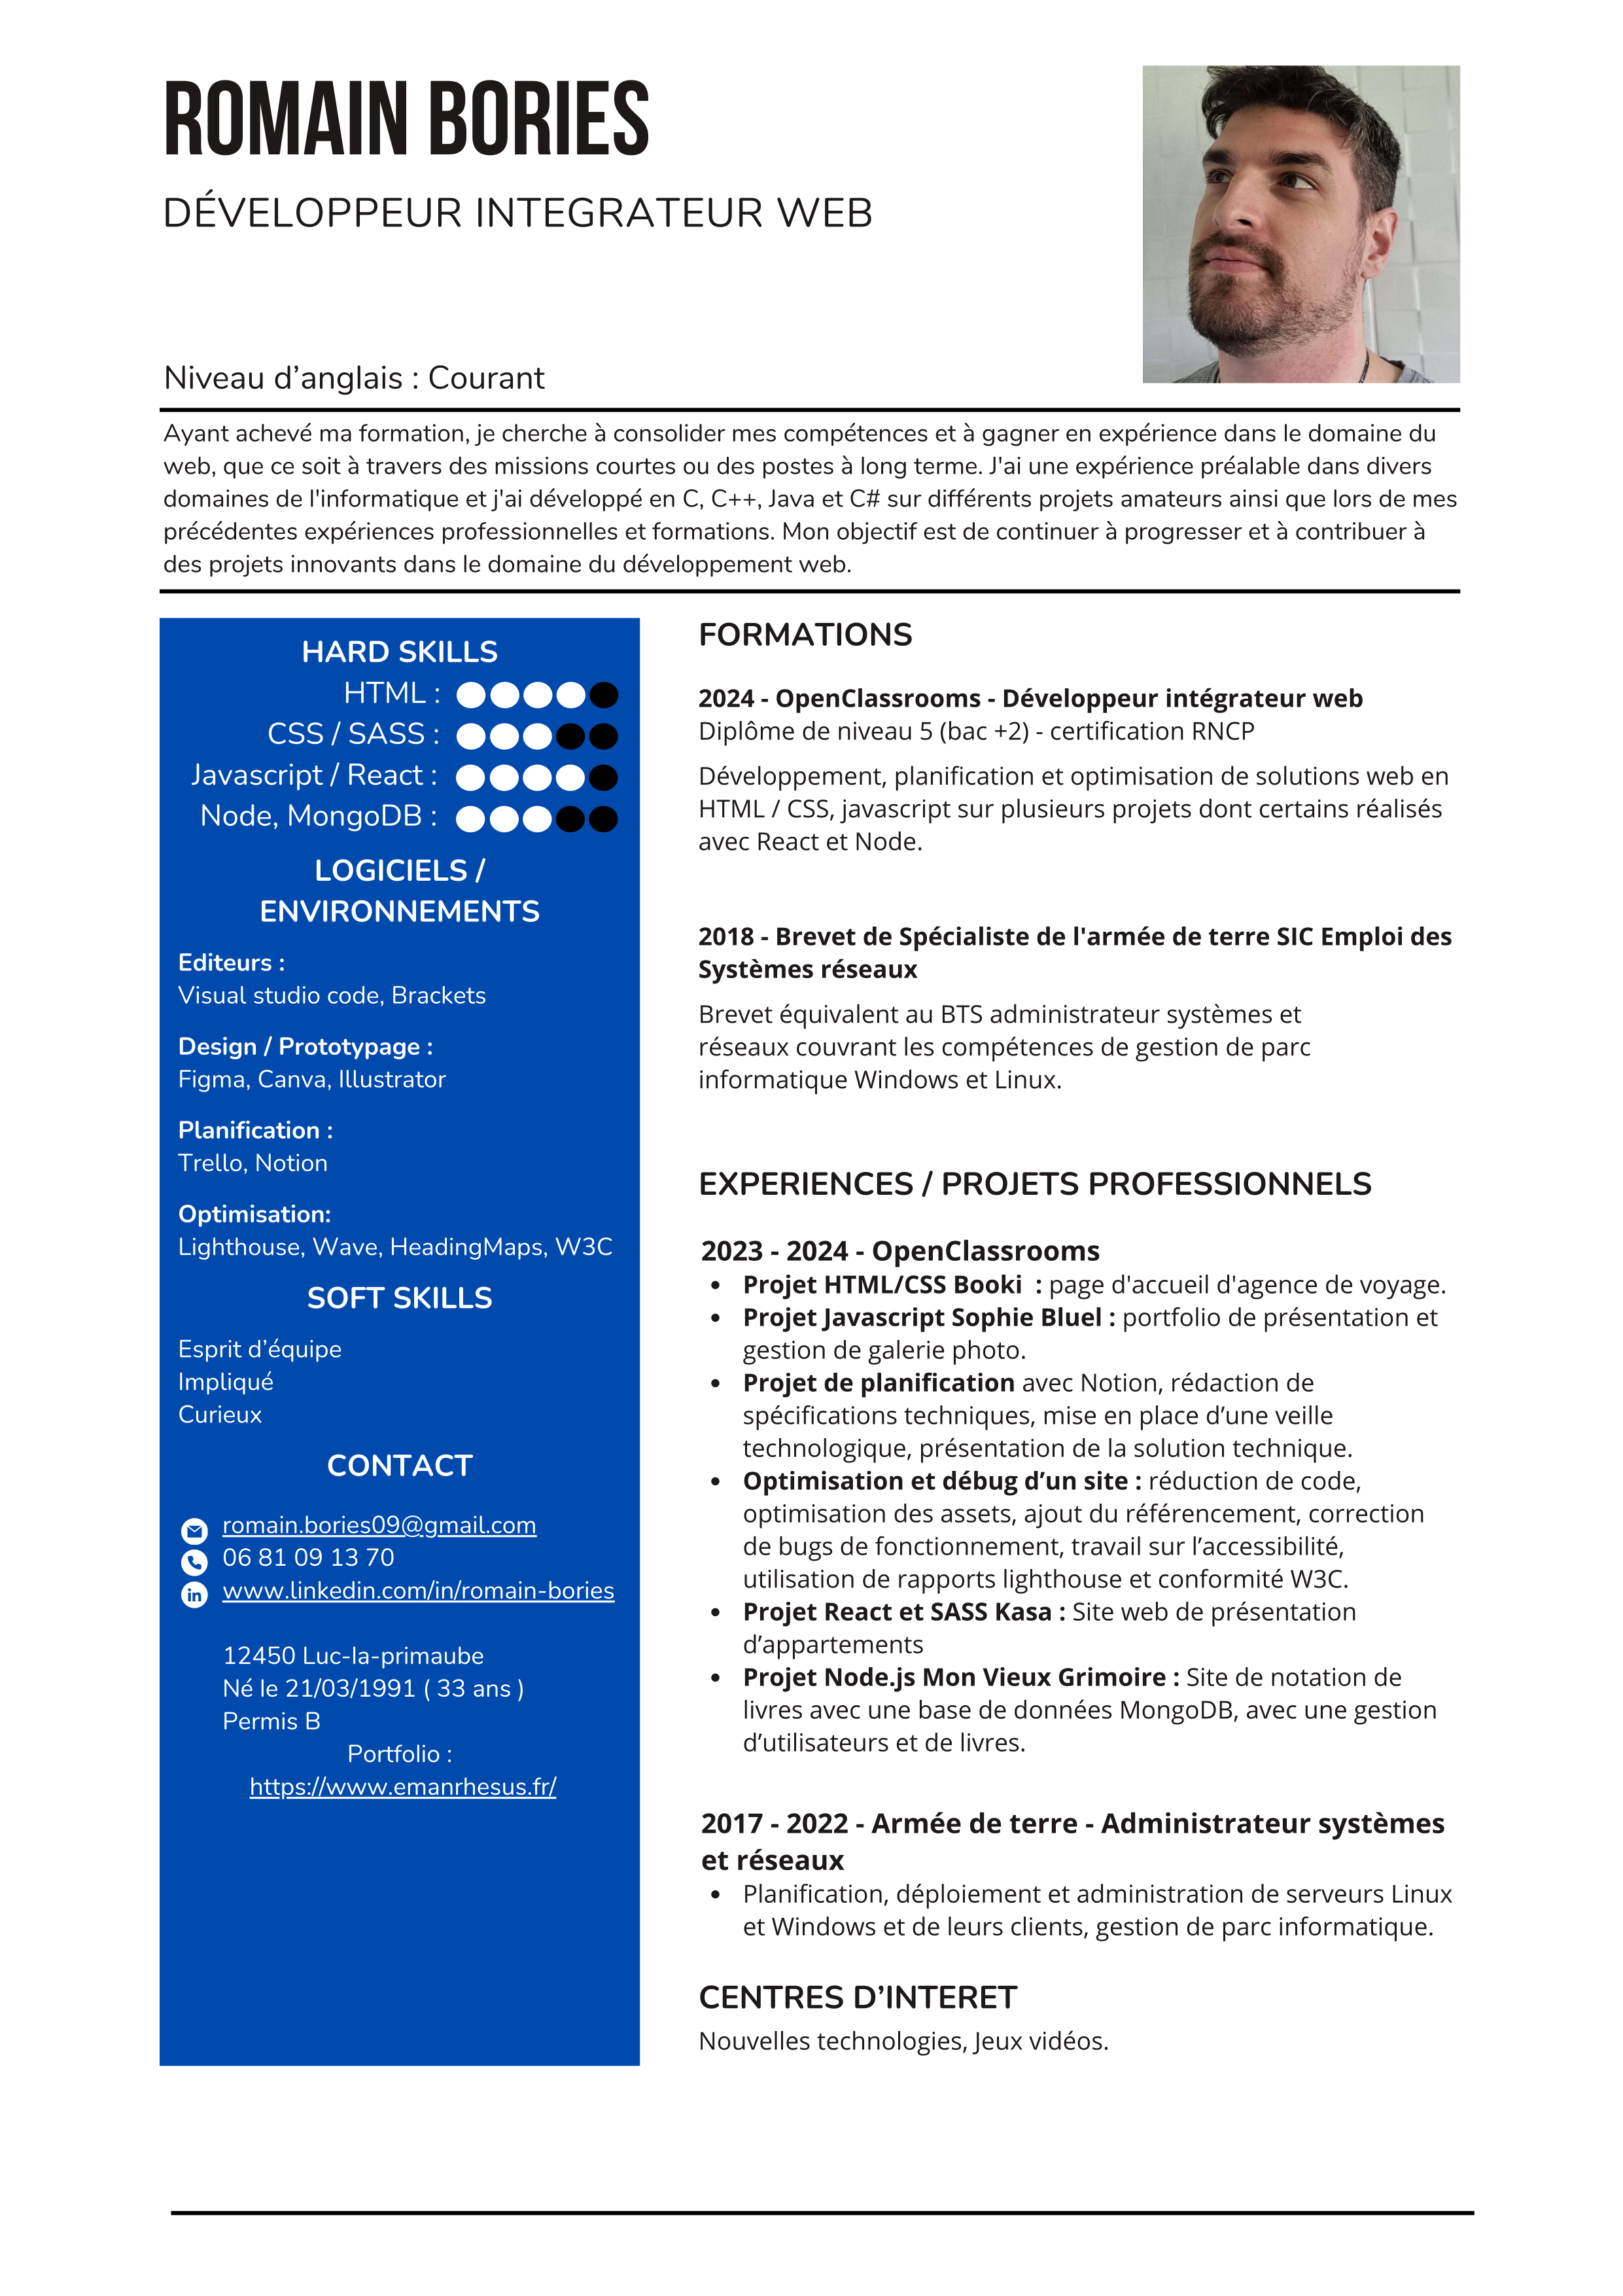 ROMAIN BORIES
DÉVELOPPEUR INTEGRATEUR WEB
Niveau d’anglais : Courant
Ayant achevé ma formation, je cherche à consolider mes compétences et à gagner en expérience dans le domaine du
web, que ce soit à travers des missions courtes ou des postes à long terme. J'ai une expérience préalable dans divers
domaines de l'informatique et j'ai développé en C, C++, Java et C# sur différents projets amateurs ainsi que lors de mes
précédentes expériences professionnelles et formations. Mon objectif est de continuer à progresser et à contribuer à
des projets innovants dans le domaine du développement web.
HARD SKILLS
HTML :
CSS / SASS :
Javascript / React :
Node, MongoDB :
LOGICIELS /
ENVIRONNEMENTS
Editeurs :
Visual studio code, Brackets
Design / Prototypage :
Figma, Canva, Illustrator
Planification :
Trello, Notion
Optimisation:
Lighthouse, Wave, HeadingMaps, W3C
SOFT SKILLS
Esprit d’équipe
Impliqué
Curieux
CONTACT
romain.bories09@gmail.com
06 81 09 13 70
www.linkedin.com/in/romain-bories
12450 Luc-la-primaube
Né le 21/03/1991 ( 33 ans )
Permis B
Portfolio :
https://www.emanrhesus.fr/
FORMATIONS
2024 - OpenClassrooms - Développeur intégrateur web
Diplôme de niveau 5 (bac +2) - certification RNCP
Développement, planification et optimisation de solutions web en
HTML / CSS, javascript sur plusieurs projets dont certains réalisés
avec React et Node.
2018 - Brevet de Spécialiste de l'armée de terre SIC Emploi des
Systèmes réseaux
Brevet équivalent au BTS administrateur systèmes et
réseaux couvrant les compétences de gestion de parc
informatique Windows et Linux.
EXPERIENCES / PROJETS PROFESSIONNELS
2023 - 2024 - OpenClassrooms
• Projet HTML/CSS Booki  : page d'accueil d'agence de voyage.
• Projet Javascript Sophie Bluel : portfolio de présentation et
gestion de galerie photo.
• Projet de planification avec Notion, rédaction de
spécifications techniques, mise en place d’une veille
technologique, présentation de la solution technique.
• Optimisation et débug d’un site : réduction de code,
optimisation des assets, ajout du référencement, correction
de bugs de fonctionnement, travail sur l’accessibilité,
utilisation de rapports lighthouse et conformité W3C.
• Projet React et SASS Kasa : Site web de présentation
d’appartements
• Projet Node.js Mon Vieux Grimoire : Site de notation de
livres avec une base de données MongoDB, avec une gestion
d’utilisateurs et de livres.
2017 - 2022 - Armée de terre - Administrateur systèmes
et réseaux
• Planification, déploiement et administration de serveurs Linux
et Windows et de leurs clients, gestion de parc informatique.
CENTRES D’INTERET
Nouvelles technologies, Jeux vidéos.